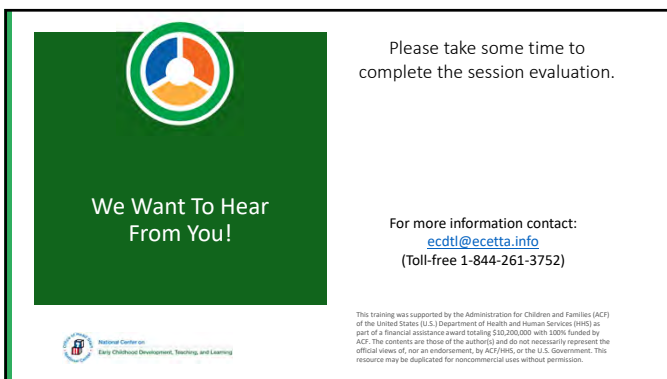 We Want To Hear
From You!
Please take some time to
complete the session evaluation.
For more information contact:
ecdtl@ecetta.info
(Toll-free 1-844-261-3752)
National Center on
Early Childhood Development, Teaching, and Learning
This training was supported by the Administration for Children and Families (ACF)
of the United States (U.S.) Department of Health and Human Services (HHS) as
part of a financial assistance award totaling $10,200,000 with 100% funded by
ACF. The contents are those of the author(s) and do not necessarily represent the
official views of, nor an endorsement, by ACF/HHS, or the U.S. Government. This
resource may be duplicated for noncommercial uses without permission.